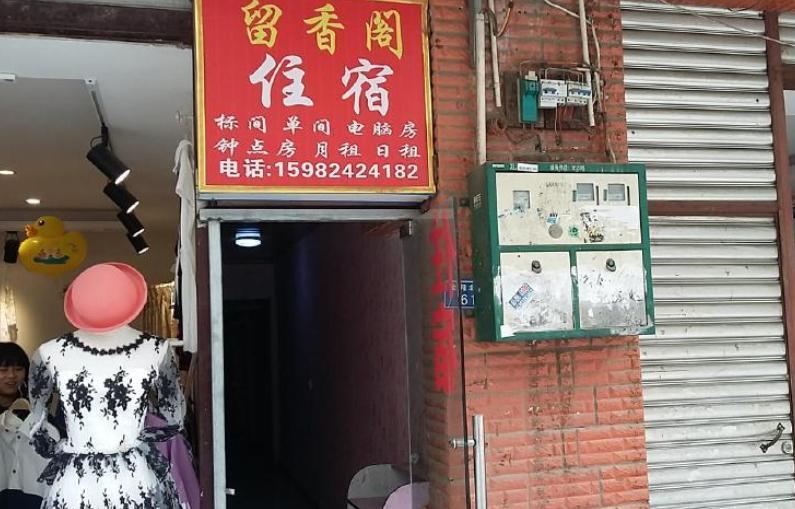 留香阁
住宿
标间 单间 电脑房
钟点房 月租 日租
电话:15982424182
61